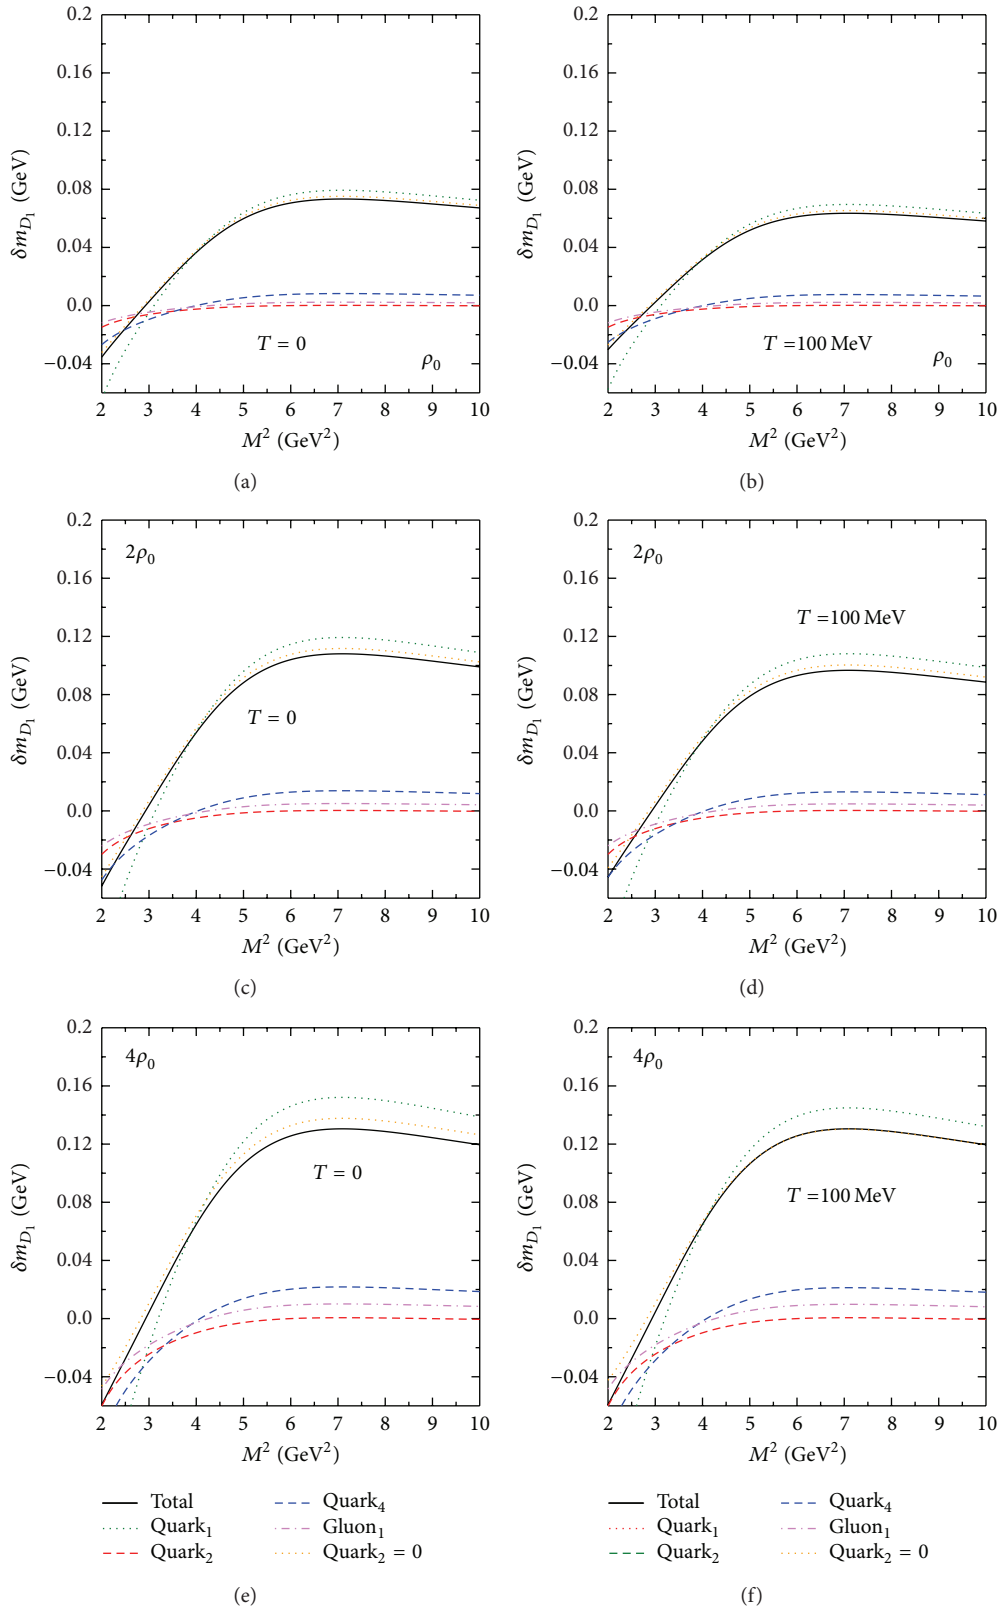 0.2 0.2
0.16 0.16
0.12 0.12
0.08 0.08
0.04 0.04
0.0 0.0
−0.04 −0.04
δm_{D_1} (GeV) δm_{D_1} (GeV)
T = 0 T =100 MeV
ρ_0 ρ_0
2 3 4 5 6 7 8 9 10 2 3 4 5 6 7 8 9 10
M^2 (GeV^2) M^2 (GeV^2)
(a) (b)
0.2 0.2
2ρ_0 2ρ_0
0.16 0.16
T =100 MeV
0.12 0.12
0.08 0.08
T = 0
0.04 0.04
0.0 0.0
−0.04 −0.04
δm_{D_1} (GeV) δm_{D_1} (GeV)
2 3 4 5 6 7 8 9 10 2 3 4 5 6 7 8 9 10
M^2 (GeV^2) M^2 (GeV^2)
(c) (d)
0.2 0.2
4ρ_0 4ρ_0
0.16 0.16
0.12 0.12
T = 0 T =100 MeV
0.08 0.08
0.04 0.04
0.0 0.0
−0.04 −0.04
δm_{D_1} (GeV) δm_{D_1} (GeV)
2 3 4 5 6 7 8 9 10 2 3 4 5 6 7 8 9 10
M^2 (GeV^2) M^2 (GeV^2)
Total Quark_4 Total Quark_4
Quark_1 Gluon_1 Quark_1 Gluon_1
Quark_2 Quark_2 = 0 Quark_2 Quark_2 = 0
(e) (f)